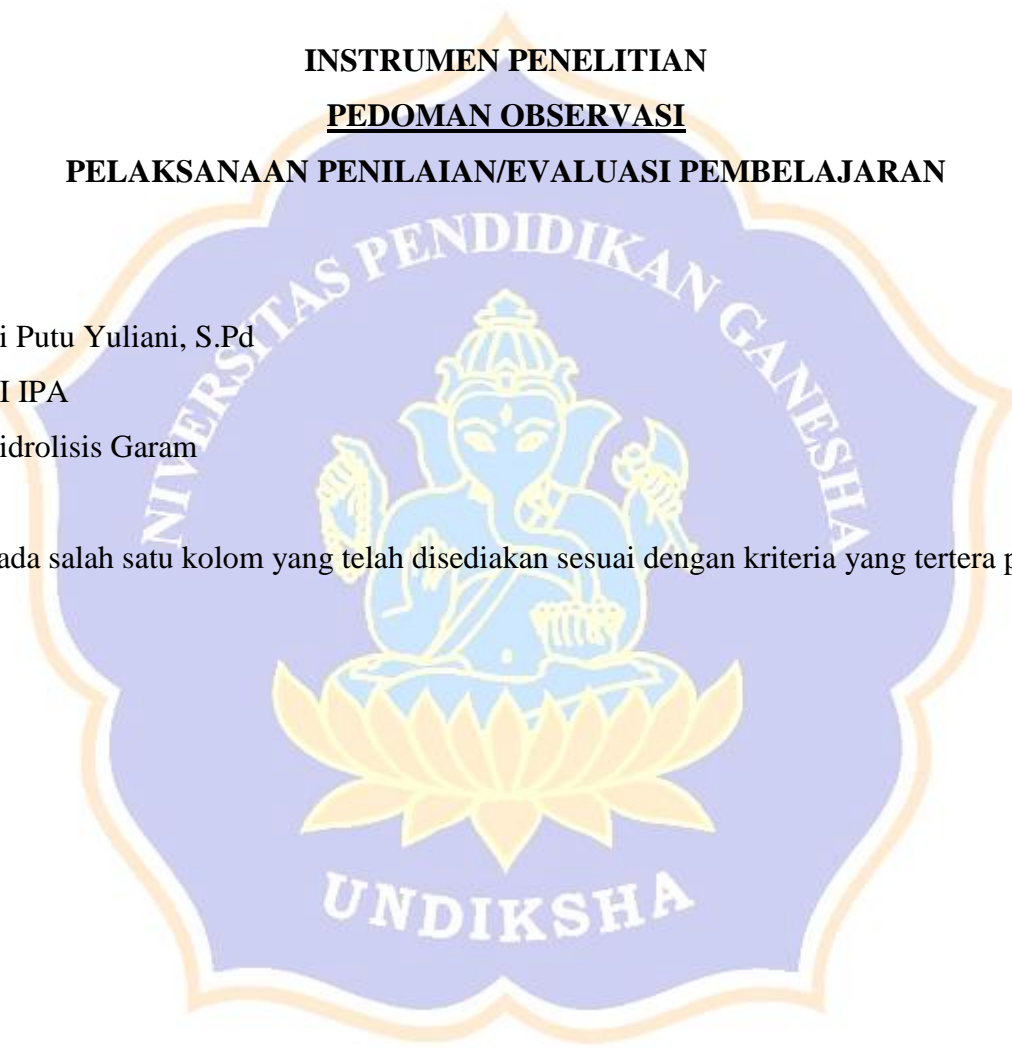 INSTRUMEN PENELITIAN
PEDOMAN OBSERVASI
PELAKSANAAN PENILAIAN/EVALUASI PEMBELAJARAN
NIVERSITAS PENDIDIKAN GANESHA
i Putu Yuliani, S.Pd
I IPA
idrolisis Garam
ada salah satu kolom yang telah disediakan sesuai dengan kriteria yang tertera p
UNDIKSHA